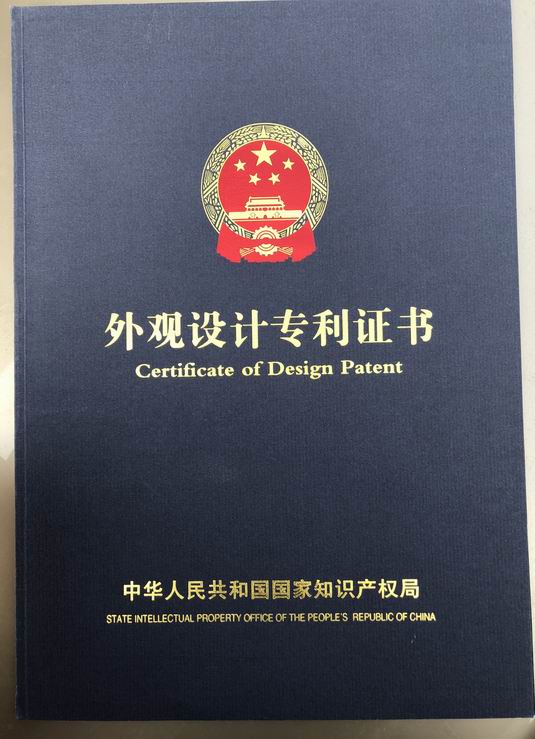 外观设计专利证书
Certificate of Design Patent
中华人民共和国国家知识产权局
STATE INTELLECTUAL PROPERTY OFFICE OF THE PEOPLE'S REPUBLIC OF CHINA